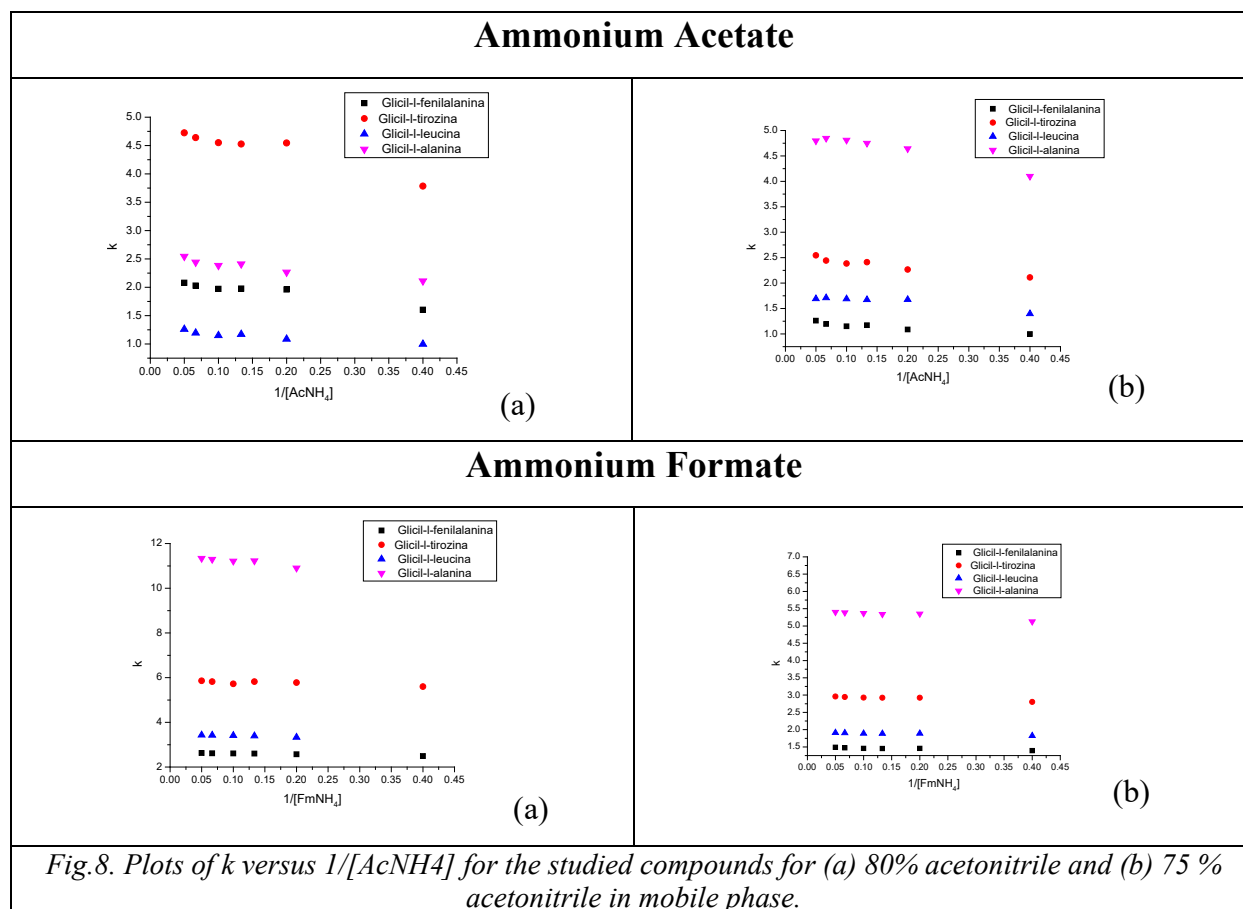 Ammonium Acetate
Glicil-l-fenilalanina
Glicil-l-tirozina
Glicil-l-leucina
Glicil-l-alanina
5.0
4.5
4.0
3.5
3.0
2.5
2.0
1.5
1.0
k
0.00 0.05 0.10 0.15 0.20 0.25 0.30 0.35 0.40 0.45
1/[AcNH4]
(a)
Glicil-l-fenilalanina
Glicil-l-tirozina
Glicil-l-leucina
Glicil-l-alanina
5.0
4.5
4.0
3.5
3.0
2.5
2.0
1.5
1.0
k
0.00 0.05 0.10 0.15 0.20 0.25 0.30 0.35 0.40 0.45
1/[AcNH4]
(b)
Ammonium Formate
Glicil-l-fenilalanina
Glicil-l-tirozina
Glicil-l-leucina
Glicil-l-alanina
12
10
8
6
4
2
k
0.00 0.05 0.10 0.15 0.20 0.25 0.30 0.35 0.40 0.45
1/[FmNH4]
(a)
Glicil-l-fenilalanina
Glicil-l-tirozina
Glicil-l-leucina
Glicil-l-alanina
7.0
6.5
6.0
5.5
5.0
4.5
4.0
3.5
3.0
2.5
2.0
1.5
k
0.00 0.05 0.10 0.15 0.20 0.25 0.30 0.35 0.40 0.45
1/[FmNH4]
(b)
Fig.8. Plots of k versus 1/[AcNH4] for the studied compounds for (a) 80% acetonitrile and (b) 75 %
acetonitrile in mobile phase.